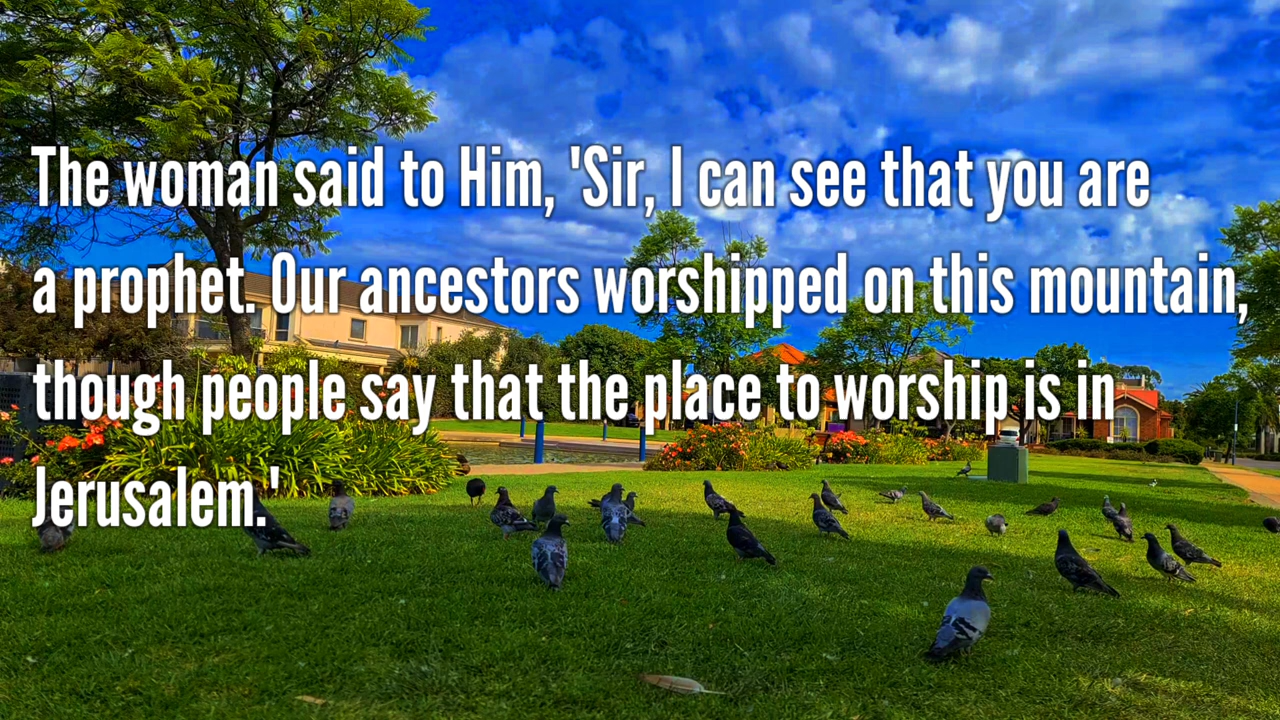 The woman said to Him, 'Sir, I can see that you are
a prophet. Our ancestors worshipped on this mountain,
though people say that the place to worship is in
Jerusalem.'